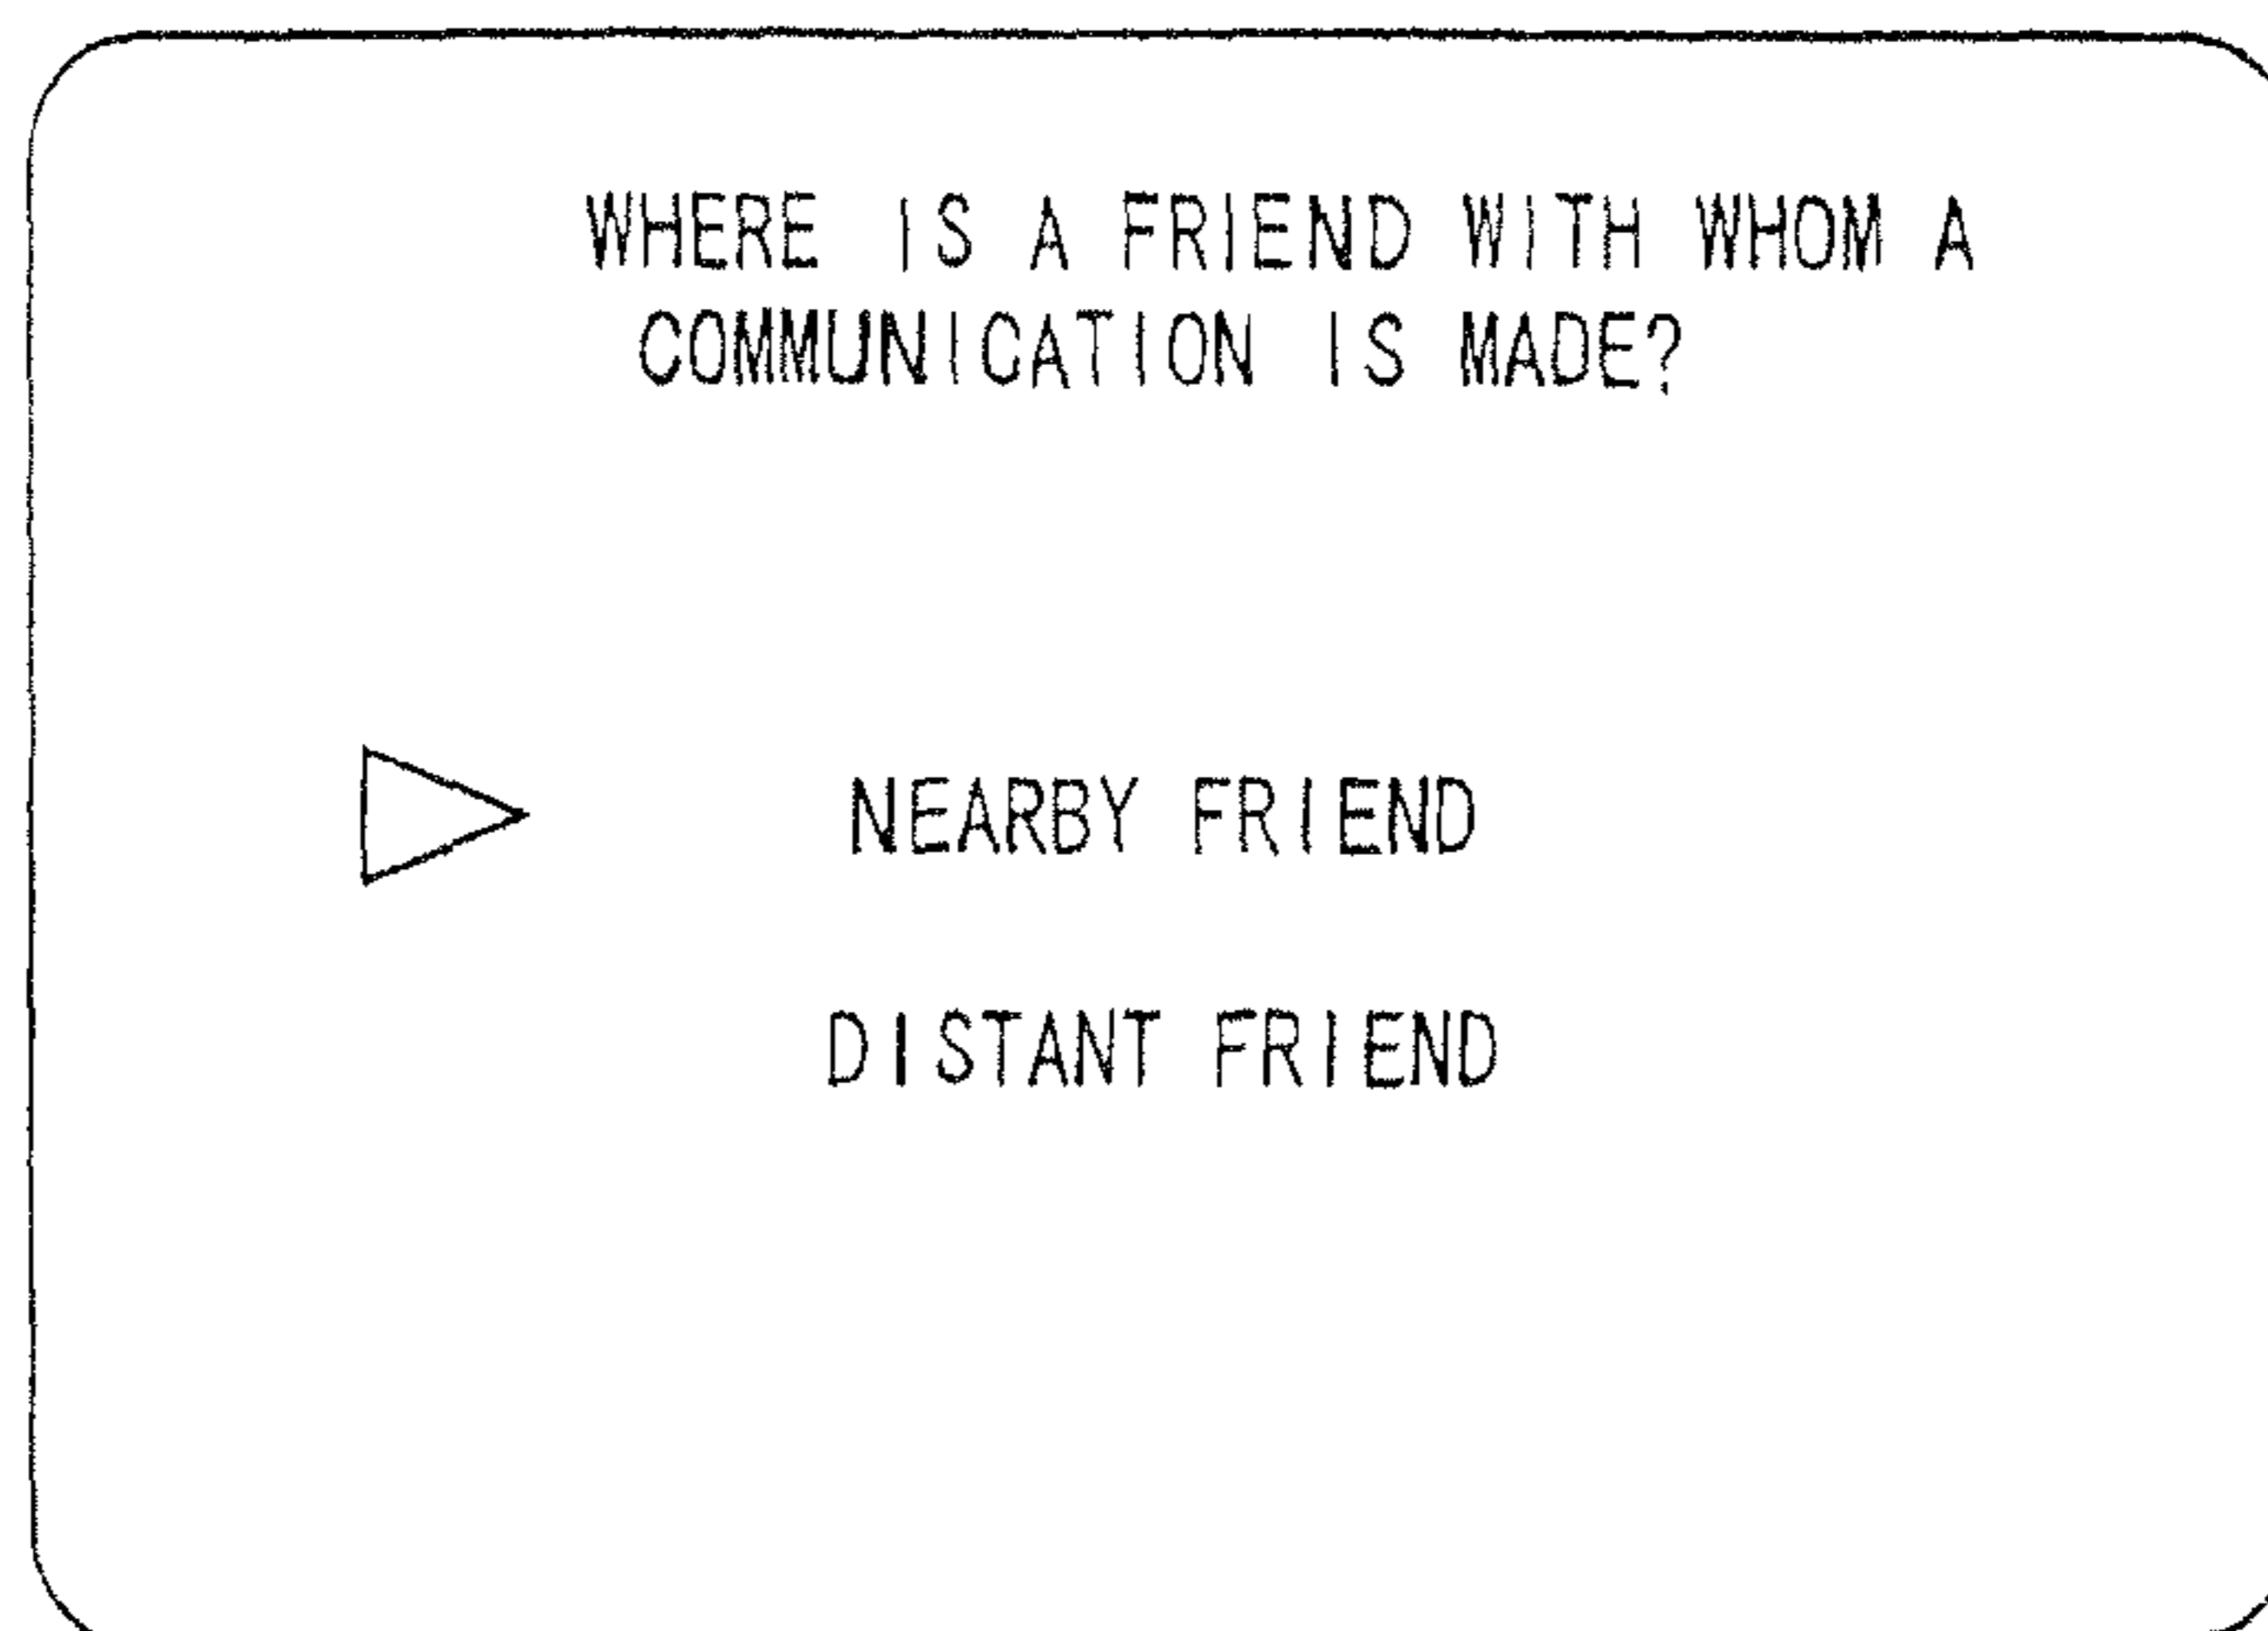 WHERE IS A FRIEND WITH WHOM A
COMMUNICATION IS MADE?
NEARBY FRIEND
DISTANT FRIEND